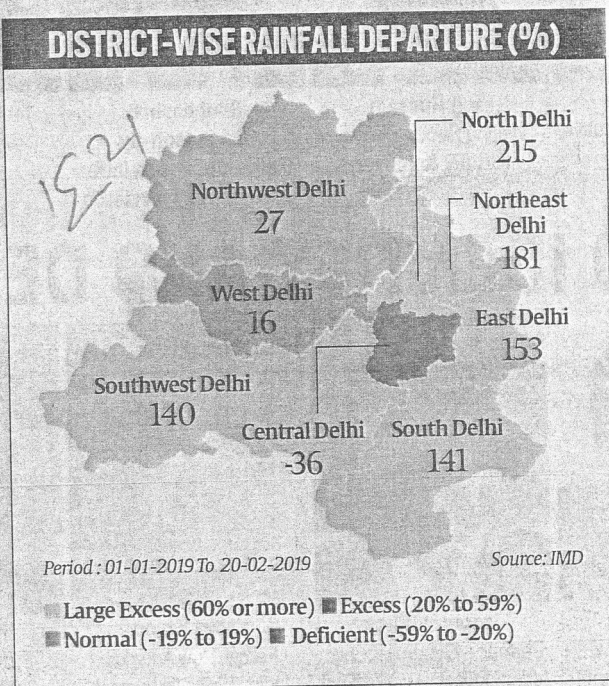 DISTRICT-WISE RAINFALL DEPARTURE (%)
North Delhi
215
Northwest Delhi
27
Northeast
Delhi
181
West Delhi
16
East Delhi
153
Southwest Delhi
140
Central Delhi
-36
South Delhi
141
Period : 01-01-2019 To 20-02-2019
Source: IMD
Large Excess (60% or more) Excess (20% to 59%)
Normal (-19% to 19%) Deficient (-59% to -20%)